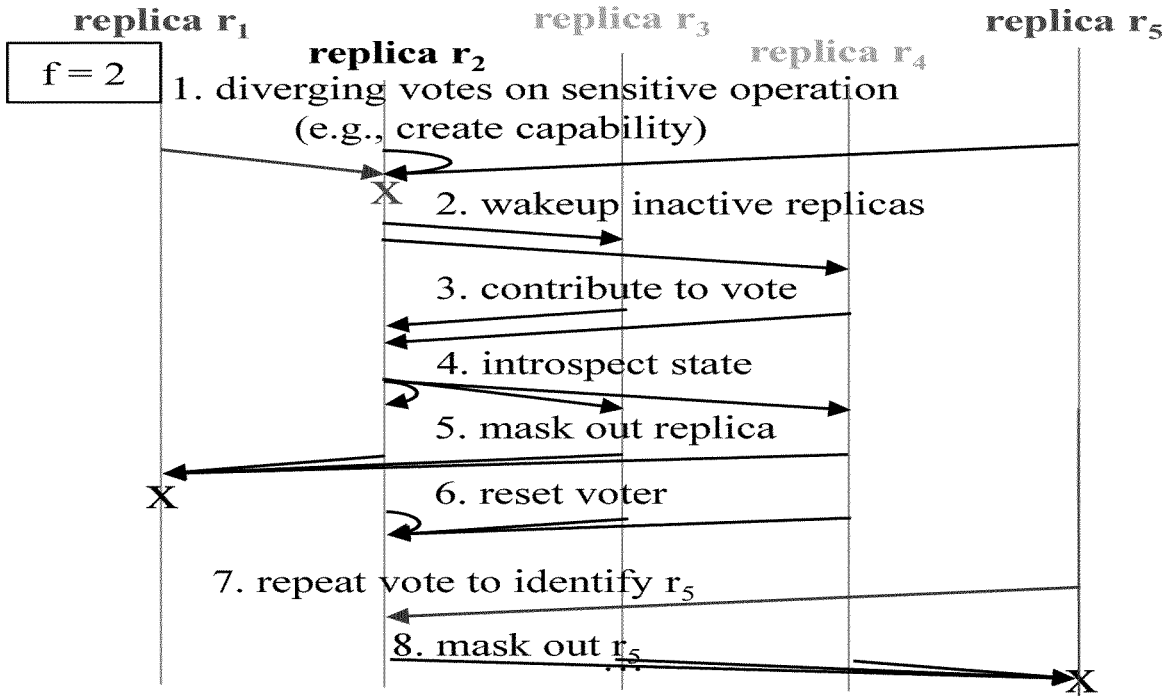 replica r₁
replica r₃
replica r₅
replica r₂
replica r₄
f = 2
1. diverging votes on sensitive operation
(e.g., create capability)
X
2. wakeup inactive replicas
3. contribute to vote
4. introspect state
5. mask out replica
X
6. reset voter
7. repeat vote to identify r₅
8. mask out r₅
...
X